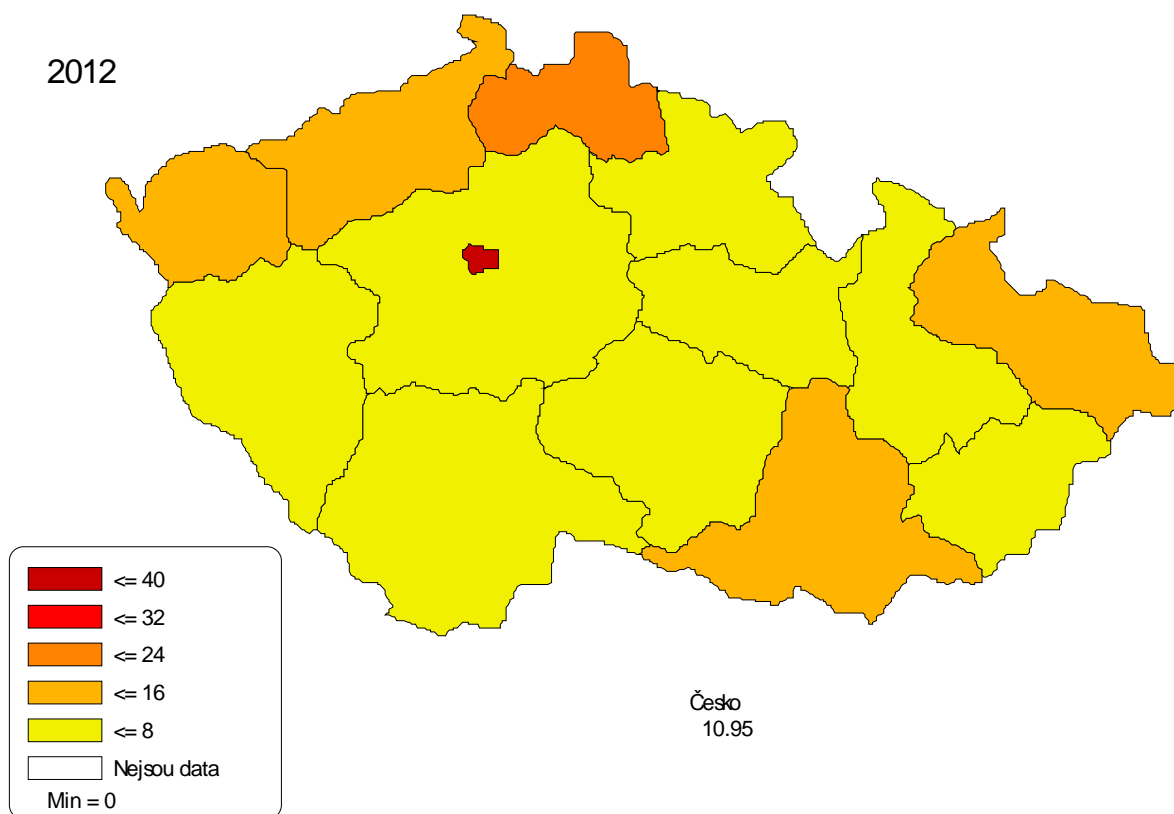 2012
<= 40
<= 32
<= 24
<= 16
<= 8
Nejsou data
Min = 0
Česko
10.95